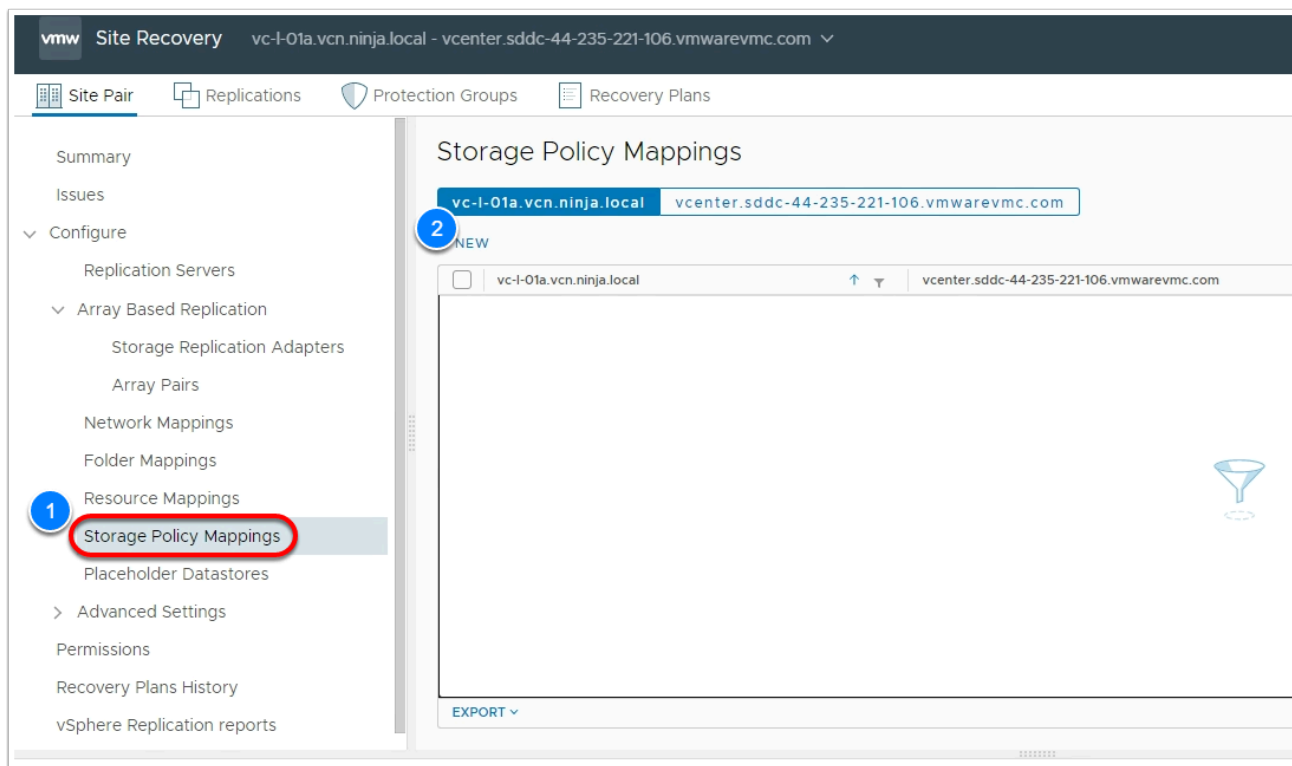 vmw Site Recovery vc-l-01a.vcn.ninja.local - vcenter.sddc-44-235-221-106.vmwarevmc.com
Site Pair Replications Protection Groups Recovery Plans
Summary
Issues
Configure
Replication Servers
Array Based Replication
Storage Replication Adapters
Array Pairs
Network Mappings
Folder Mappings
Resource Mappings
1
Storage Policy Mappings
Placeholder Datastores
Advanced Settings
Permissions
Recovery Plans History
vSphere Replication reports
Storage Policy Mappings
vc-l-01a.vcn.ninja.local vcenter.sddc-44-235-221-106.vmwarevmc.com
2
NEW
vc-l-01a.vcn.ninja.local vcenter.sddc-44-235-221-106.vmwarevmc.com
EXPORT